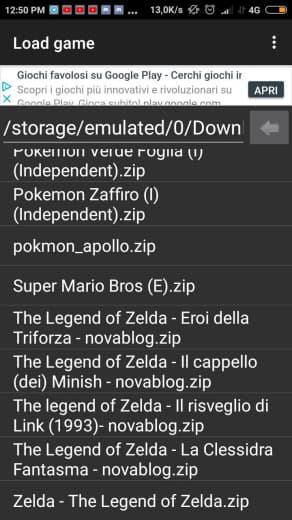 12:50 PM
13,0K/s
4G
Load game
Giochi favolosi su Google Play - Cerchi giochi in
Scopri i giochi più innovativi e rivoluzionari su
Google Play. Gioca subito! play.google.com
APRI
/storage/emulated/0/Down
Pokemon Verde Foglia (I)
(Independent).zip
Pokemon Zaffiro (I)
(Independent).zip
pokmon_apollo.zip
Super Mario Bros (E).zip
The Legend of Zelda - Eroi della
Triforza - novablog.zip
The Legend of Zelda - Il cappello
(dei) Minish - novablog.zip
The legend of Zelda - Il risveglio di
Link (1993)- novablog.zip
The Legend of Zelda - La Clessidra
Fantasma - novablog.zip
Zelda - The Legend of Zelda.zip